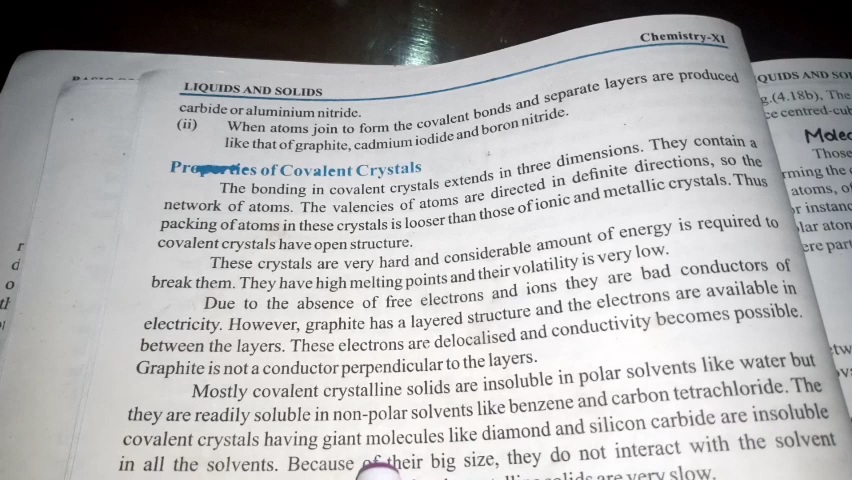 Chemistry-XI
LIQUIDS AND SOLIDS
carbide or aluminium nitride.
(ii) When atoms join to form the covalent bonds and separate layers are produced
like that of graphite, cadmium iodide and boron nitride.
Properties of Covalent Crystals
The bonding in covalent crystals extends in three dimensions. They contain a
network of atoms. The valencies of atoms are directed in definite directions, so the
packing of atoms in these crystals is looser than those of ionic and metallic crystals. Thus
covalent crystals have open structure.
These crystals are very hard and considerable amount of energy is required to
break them. They have high melting points and their volatility is very low.
Due to the absence of free electrons and ions they are bad conductors of
electricity. However, graphite has a layered structure and the electrons are available in
between the layers. These electrons are delocalised and conductivity becomes possible.
Graphite is not a conductor perpendicular to the layers.
Mostly covalent crystalline solids are insoluble in polar solvents like water but
they are readily soluble in non-polar solvents like benzene and carbon tetrachloride. The
covalent crystals having giant molecules like diamond and silicon carbide are insoluble
in all the solvents. Because of their big size, they do not interact with the solvent
are very slow.
QUIDS AND SOL
g.(4.18b), The
ce centred-cub
Molec
Those
rming the
atoms, o
r instanc
lar atom
ere part